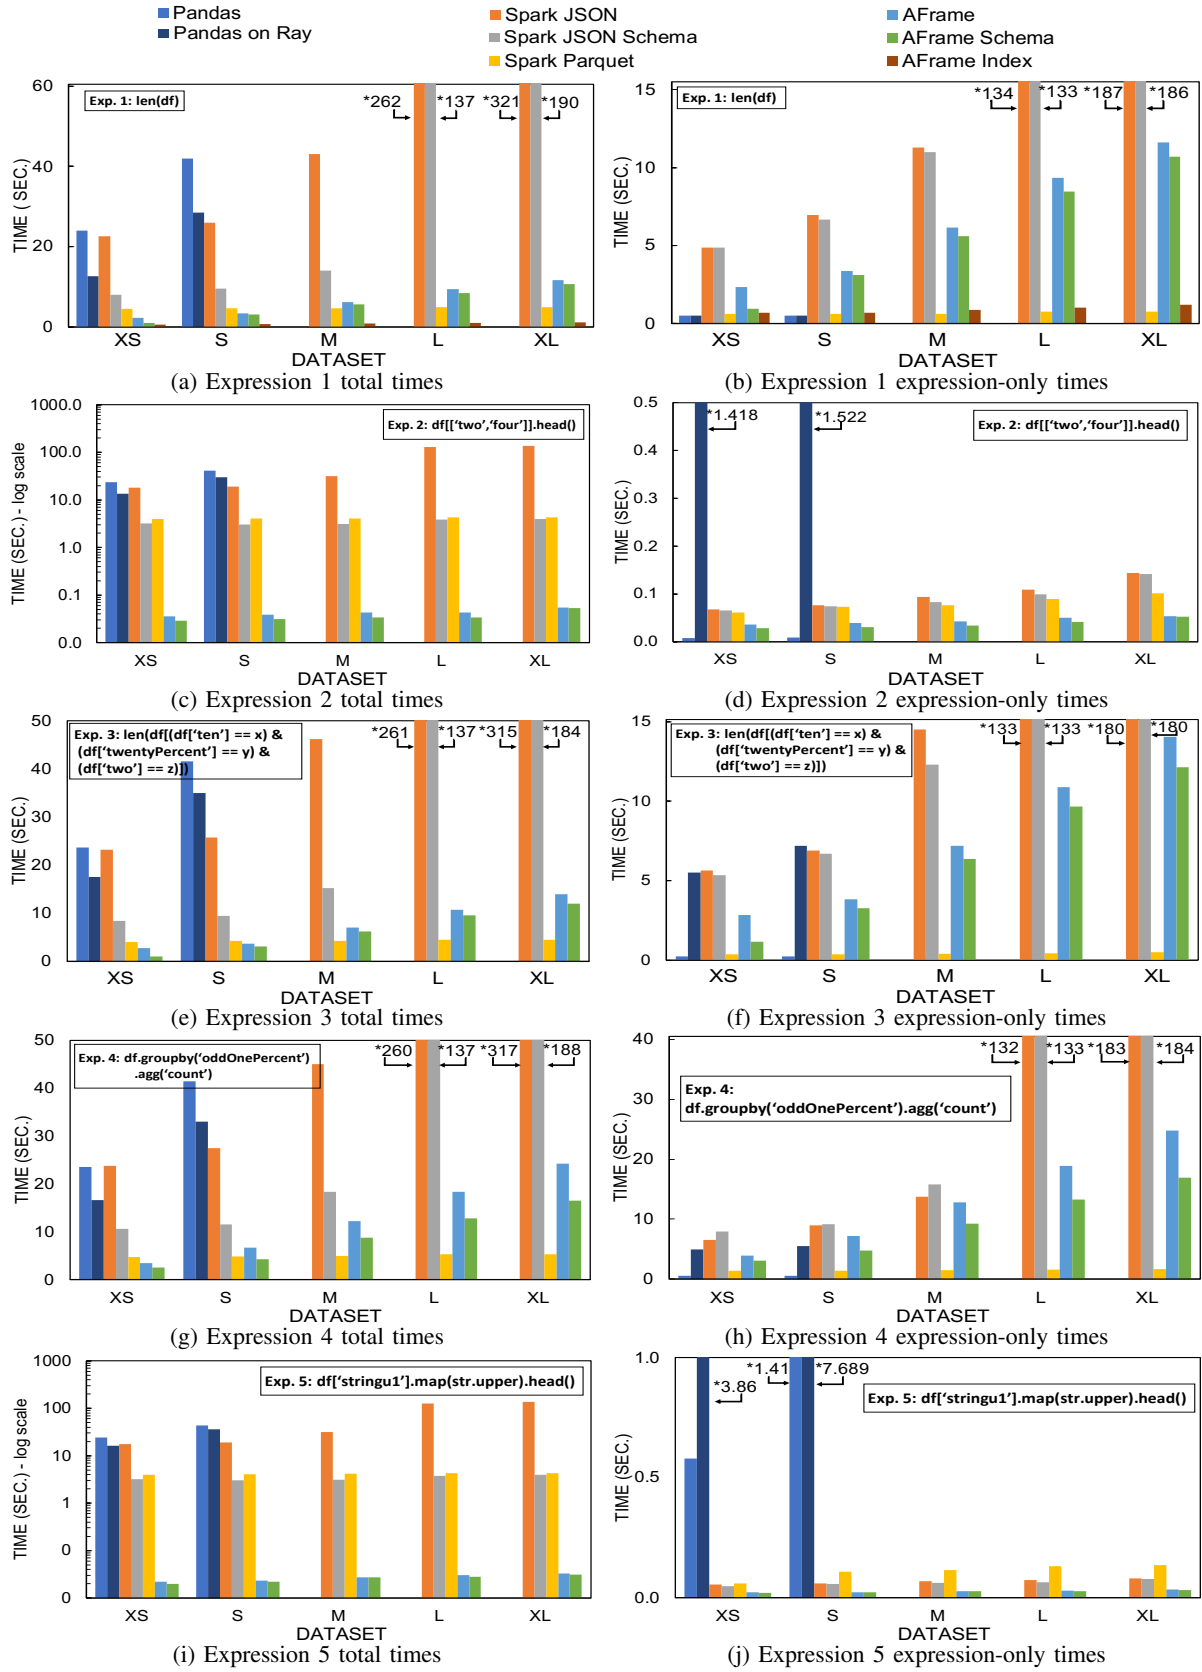 Pandas
Spark JSON
AFrame
Pandas on Ray
Spark JSON Schema
AFrame Schema
Spark Parquet
AFrame Index
TIME ( SEC.)
60
40
20
0
Exp. 1: len(df)
*262
*137
*321
*190
XS S M L XL
DATASET
(a) Expression 1 total times
TIME (SEC.)
15
10
5
0
Exp. 1: len(df)
*134
*133
*187
*186
XS S M L XL
DATASET
(b) Expression 1 expression-only times
TIME (SEC.) - log scale
1000.0
100.0
10.0
1.0
0.1
0.0
Exp. 2: df[['two','four']].head()
XS S M L XL
DATASET
(c) Expression 2 total times
TIME (SEC.)
0.5
0.4
0.3
0.2
0.1
0.0
*1.418
*1.522
Exp. 2: df[['two','four']].head()
XS S M L XL
DATASET
(d) Expression 2 expression-only times
TIME (SEC.)
50
40
30
20
10
0
Exp. 3: len(df[(df['ten'] == x) &
(df['twentyPercent'] == y) &
(df['two'] == z)])
*261
*137
*315
*184
XS S M L XL
DATASET
(e) Expression 3 total times
TIME (SEC.)
15
10
5
0
Exp. 3: len(df[(df['ten'] == x) &
(df['twentyPercent'] == y) &
(df['two'] == z)])
*133
*133
*180
*180
XS S M L XL
DATASET
(f) Expression 3 expression-only times
TIME (SEC.)
50
40
30
20
10
0
Exp. 4: df.groupby('oddOnePercent')
.agg('count')
*260
*137
*317
*188
XS S M L XL
DATASET
(g) Expression 4 total times
TIME (SEC.)
40
30
20
10
0
Exp. 4:
df.groupby('oddOnePercent').agg('count')
*132
*133
*183
*184
XS S M L XL
DATASET
(h) Expression 4 expression-only times
TIME (SEC.) - log scale
1000
100
10
1
0
0
Exp. 5: df['stringu1'].map(str.upper).head()
XS S M L XL
DATASET
(i) Expression 5 total times
TIME (SEC.)
1.0
0.5
0.0
*3.86
*1.41
*7.689
Exp. 5: df['stringu1'].map(str.upper).head()
XS S M L XL
DATASET
(j) Expression 5 expression-only times